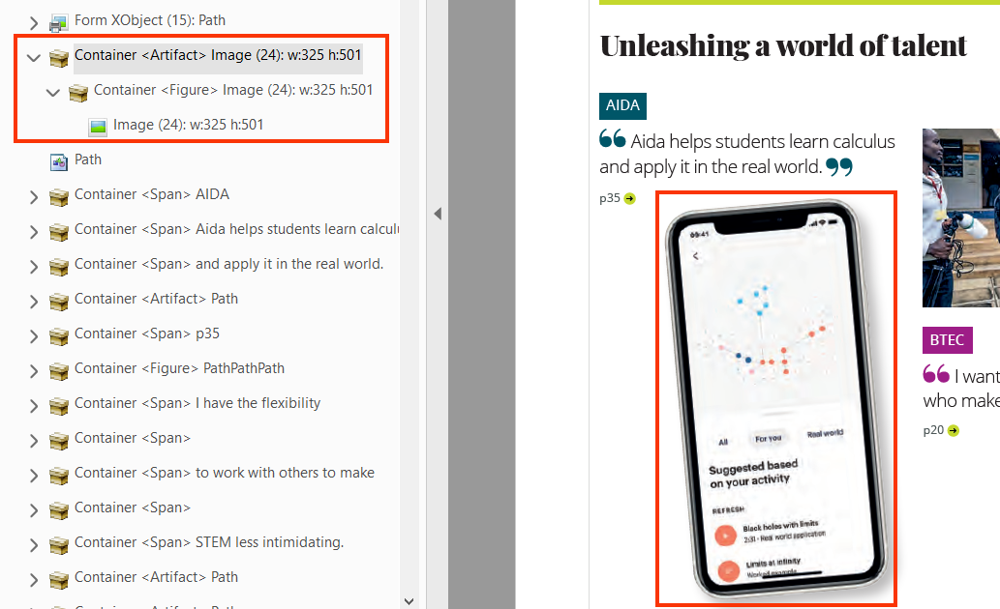 Form XObject (15): Path
Container <Artifact> Image (24): w:325 h:501
Container <Figure> Image (24): w:325 h:501
Image (24): w:325 h:501
Path
Container <Span> AIDA
Container <Span> Aida helps students learn calcul
Container <Span> and apply it in the real world.
Container <Artifact> Path
Container <Span> p35
Container <Figure> PathPathPath
Container <Span> I have the flexibility
Container <Span>
Container <Span> to work with others to make
Container <Span>
Container <Span> STEM less intimidating.
Container <Artifact> Path
Unleashing a world of talent
AIDA
“ Aida helps students learn calculus
and apply it in the real world. ”
p35
09:41
All For you Real world
Suggested based
on your activity
REFRESH
Black holes with limits
2:31 · Real world application
Limits at infinity
Worked example
BTEC
“ I want
who make
p20